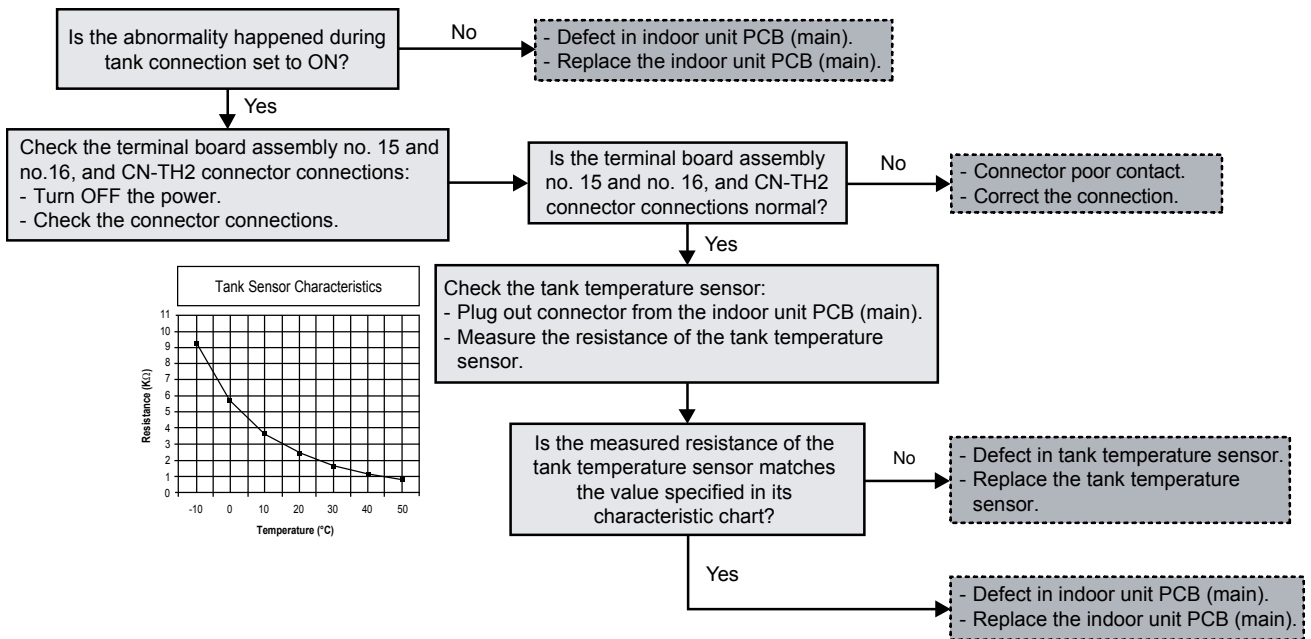 Is the abnormality happened during
tank connection set to ON?
No
- Defect in indoor unit PCB (main).
- Replace the indoor unit PCB (main).
Yes
Check the terminal board assembly no. 15 and
no.16, and CN-TH2 connector connections:
- Turn OFF the power.
- Check the connector connections.
Is the terminal board assembly
no. 15 and no. 16, and CN-TH2
connector connections normal?
No
- Connector poor contact.
- Correct the connection.
Yes
Tank Sensor Characteristics
11
10
9
8
7
6
5
4
3
2
1
0
Resistance (KΩ)
-10 0 10 20 30 40 50
Temperature (°C)
Check the tank temperature sensor:
- Plug out connector from the indoor unit PCB (main).
- Measure the resistance of the tank temperature
sensor.
Is the measured resistance of the
tank temperature sensor matches
the value specified in its
characteristic chart?
No
- Defect in tank temperature sensor.
- Replace the tank temperature
sensor.
Yes
- Defect in indoor unit PCB (main).
- Replace the indoor unit PCB (main).